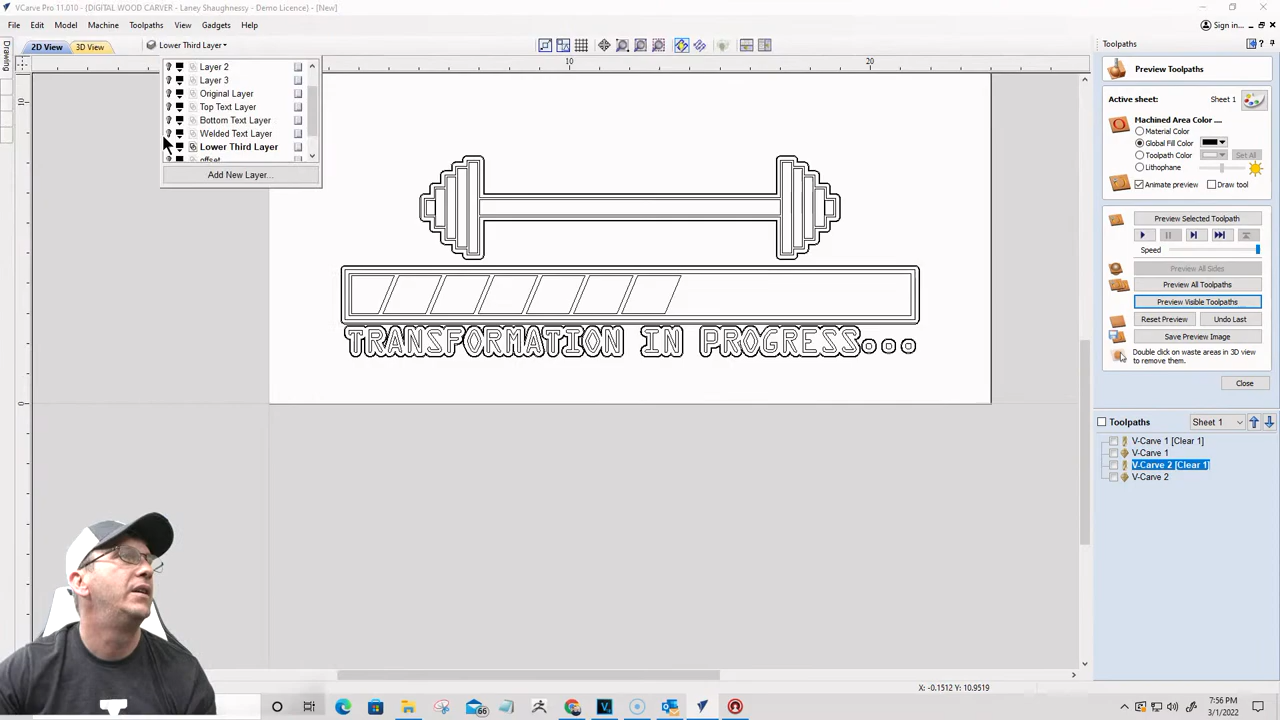 VCarve Pro 11.010 - {DIGITAL WOOD CARVER - Laney Shaughnessy - Demo Licence} - [New]
File Edit Model Machine Toolpaths View Gadgets Help
Sign in...
2D View 3D View Lower Third Layer
Drawing
Layer 2
Layer 3
Original Layer
Top Text Layer
Bottom Text Layer
Welded Text Layer
Lower Third Layer
offset
Add New Layer...
10 20
10
0
TRANSFORMATION IN PROGRESS...
Toolpaths
Preview Toolpaths
Active sheet: Sheet 1
Machined Area Color ....
Material Color
Global Fill Color
Toolpath Color Set All
Lithophane
Animate preview Draw tool
Preview Selected Toolpath
Speed
Preview All Sides
Preview All Toolpaths
Preview Visible Toolpaths
Reset Preview Undo Last
Save Preview Image
Double click on waste areas in 3D view
to remove them.
Close
Toolpaths Sheet 1
V-Carve 1 [Clear 1]
V-Carve 1
V-Carve 2 [Clear 1]
V-Carve 2
X: -0.1512 Y: 10.9519
66
7:56 PM
3/1/2022